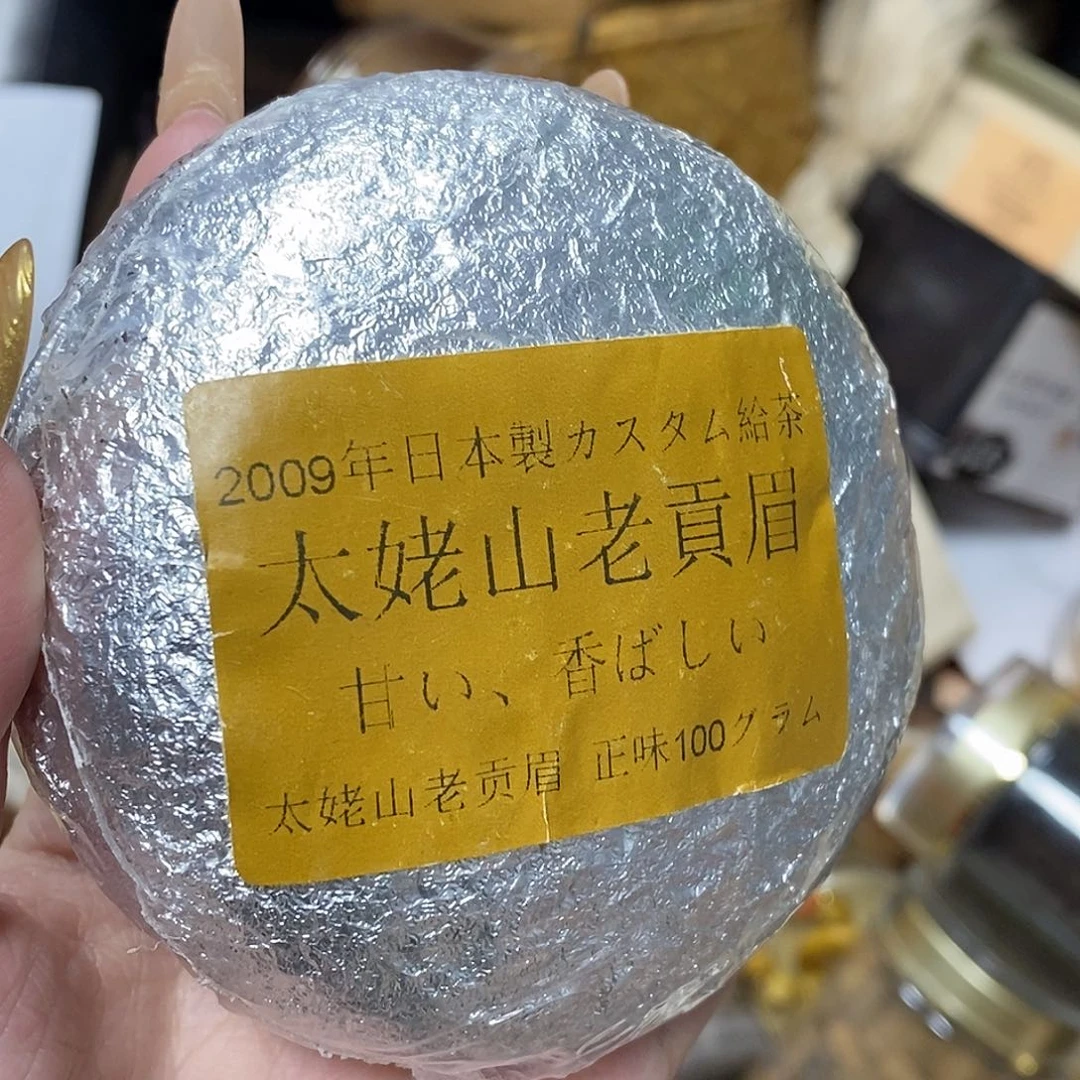 2009年日本製カスタム給茶
太姥山老貢眉
甘い、香ばしい
太姥山老贡眉 正味100グラム